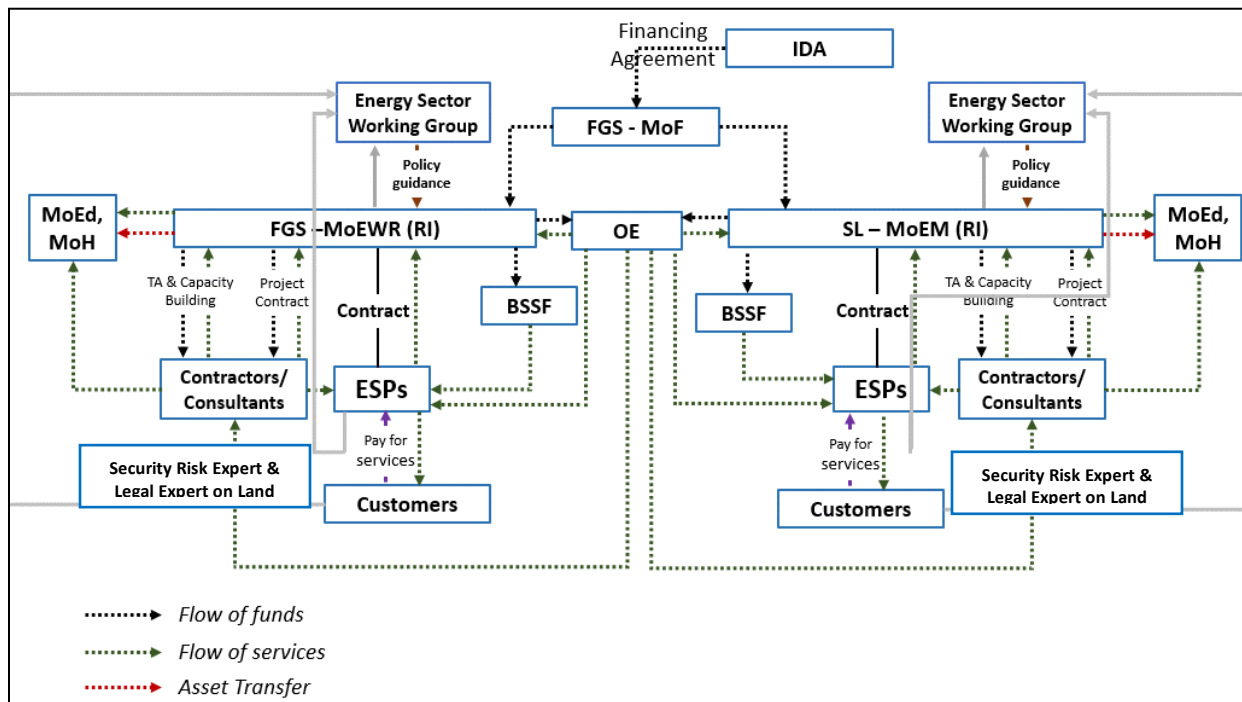 Financing
Agreement
IDA
Energy Sector
Working Group
FGS - MoF
Energy Sector
Working Group
Policy
guidance
Policy
guidance
MoEd,
MoH
FGS –MoEWR (RI)
OE
SL – MoEM (RI)
MoEd,
MoH
TA & Capacity
Building
Project
Contract
Contract
BSSF
BSSF
Contract
TA & Capacity
Building
Project
Contract
Contractors/
Consultants
ESPs
ESPs
Contractors/
Consultants
Pay for
services
Pay for
services
Security Risk Expert &
Legal Expert on Land
Customers
Customers
Security Risk Expert &
Legal Expert on Land
Flow of funds
Flow of services
Asset Transfer